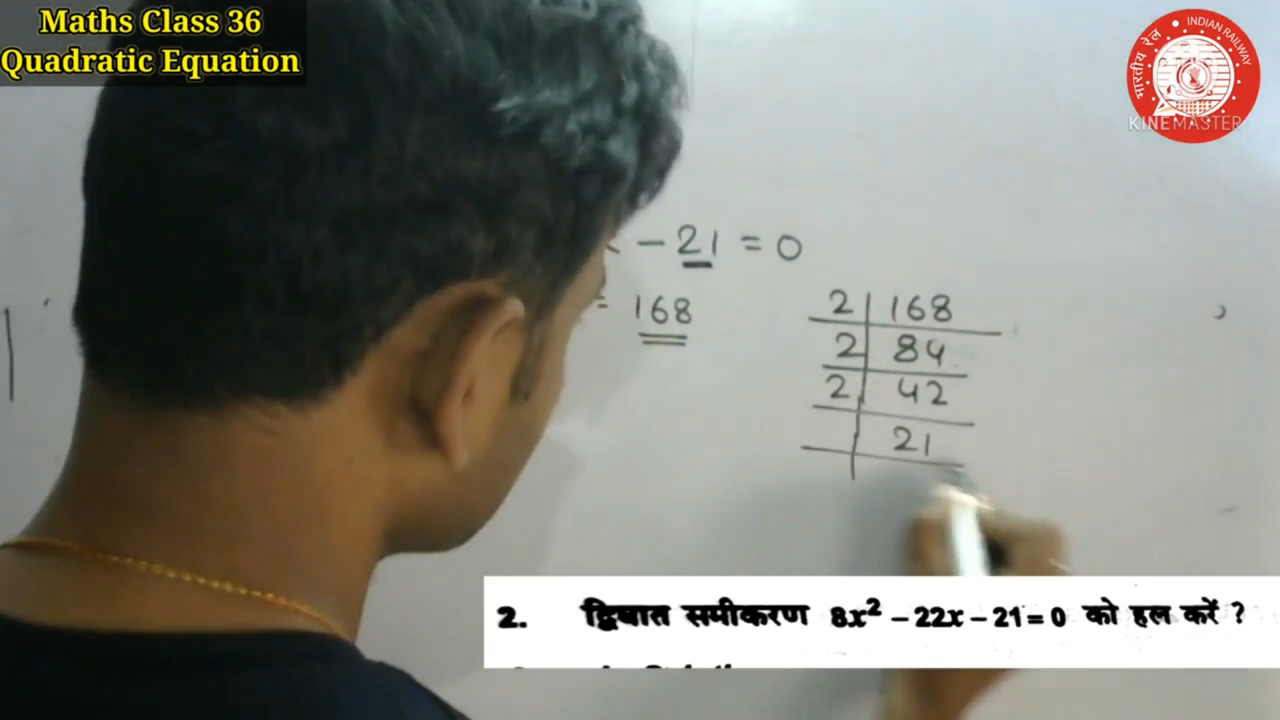 Maths Class 36
Quadratic Equation
भारतीय रेल INDIAN RAILWAY
KINEMASTER
- 21 = 0
= 168
2 | 168
2 | 84
2 | 42
21
2. द्विघात समीकरण 8x² – 22x – 21 = 0 को हल करें ?